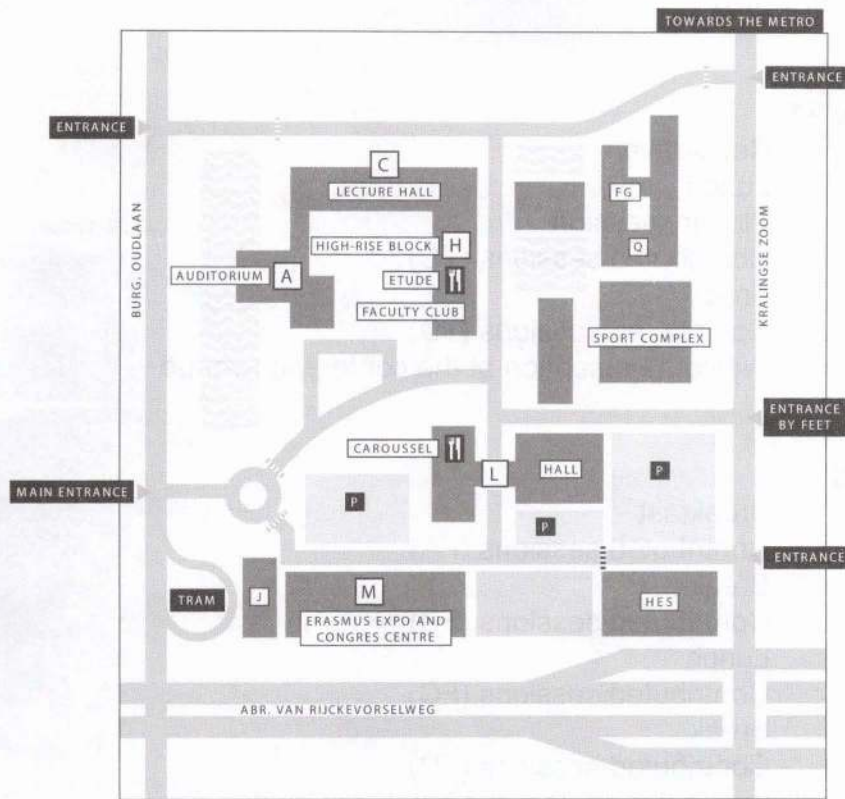 TOWARDS THE METRO
ENTRANCE
ENTRANCE
C
LECTURE HALL
FG
HIGH-RISE BLOCK
H
Q
AUDITORIUM
A
ETUDE
BURG. OUDLAAN
KRALINGSE ZOOM
FACULTY CLUB
SPORT COMPLEX
ENTRANCE
BY FEET
CAROUSSEL
L
HALL
P
MAIN ENTRANCE
P
P
ENTRANCE
TRAM
J
M
HES
ERASMUS EXPO AND
CONGRES CENTRE
ABR. VAN RIJCKEVORSELWEG